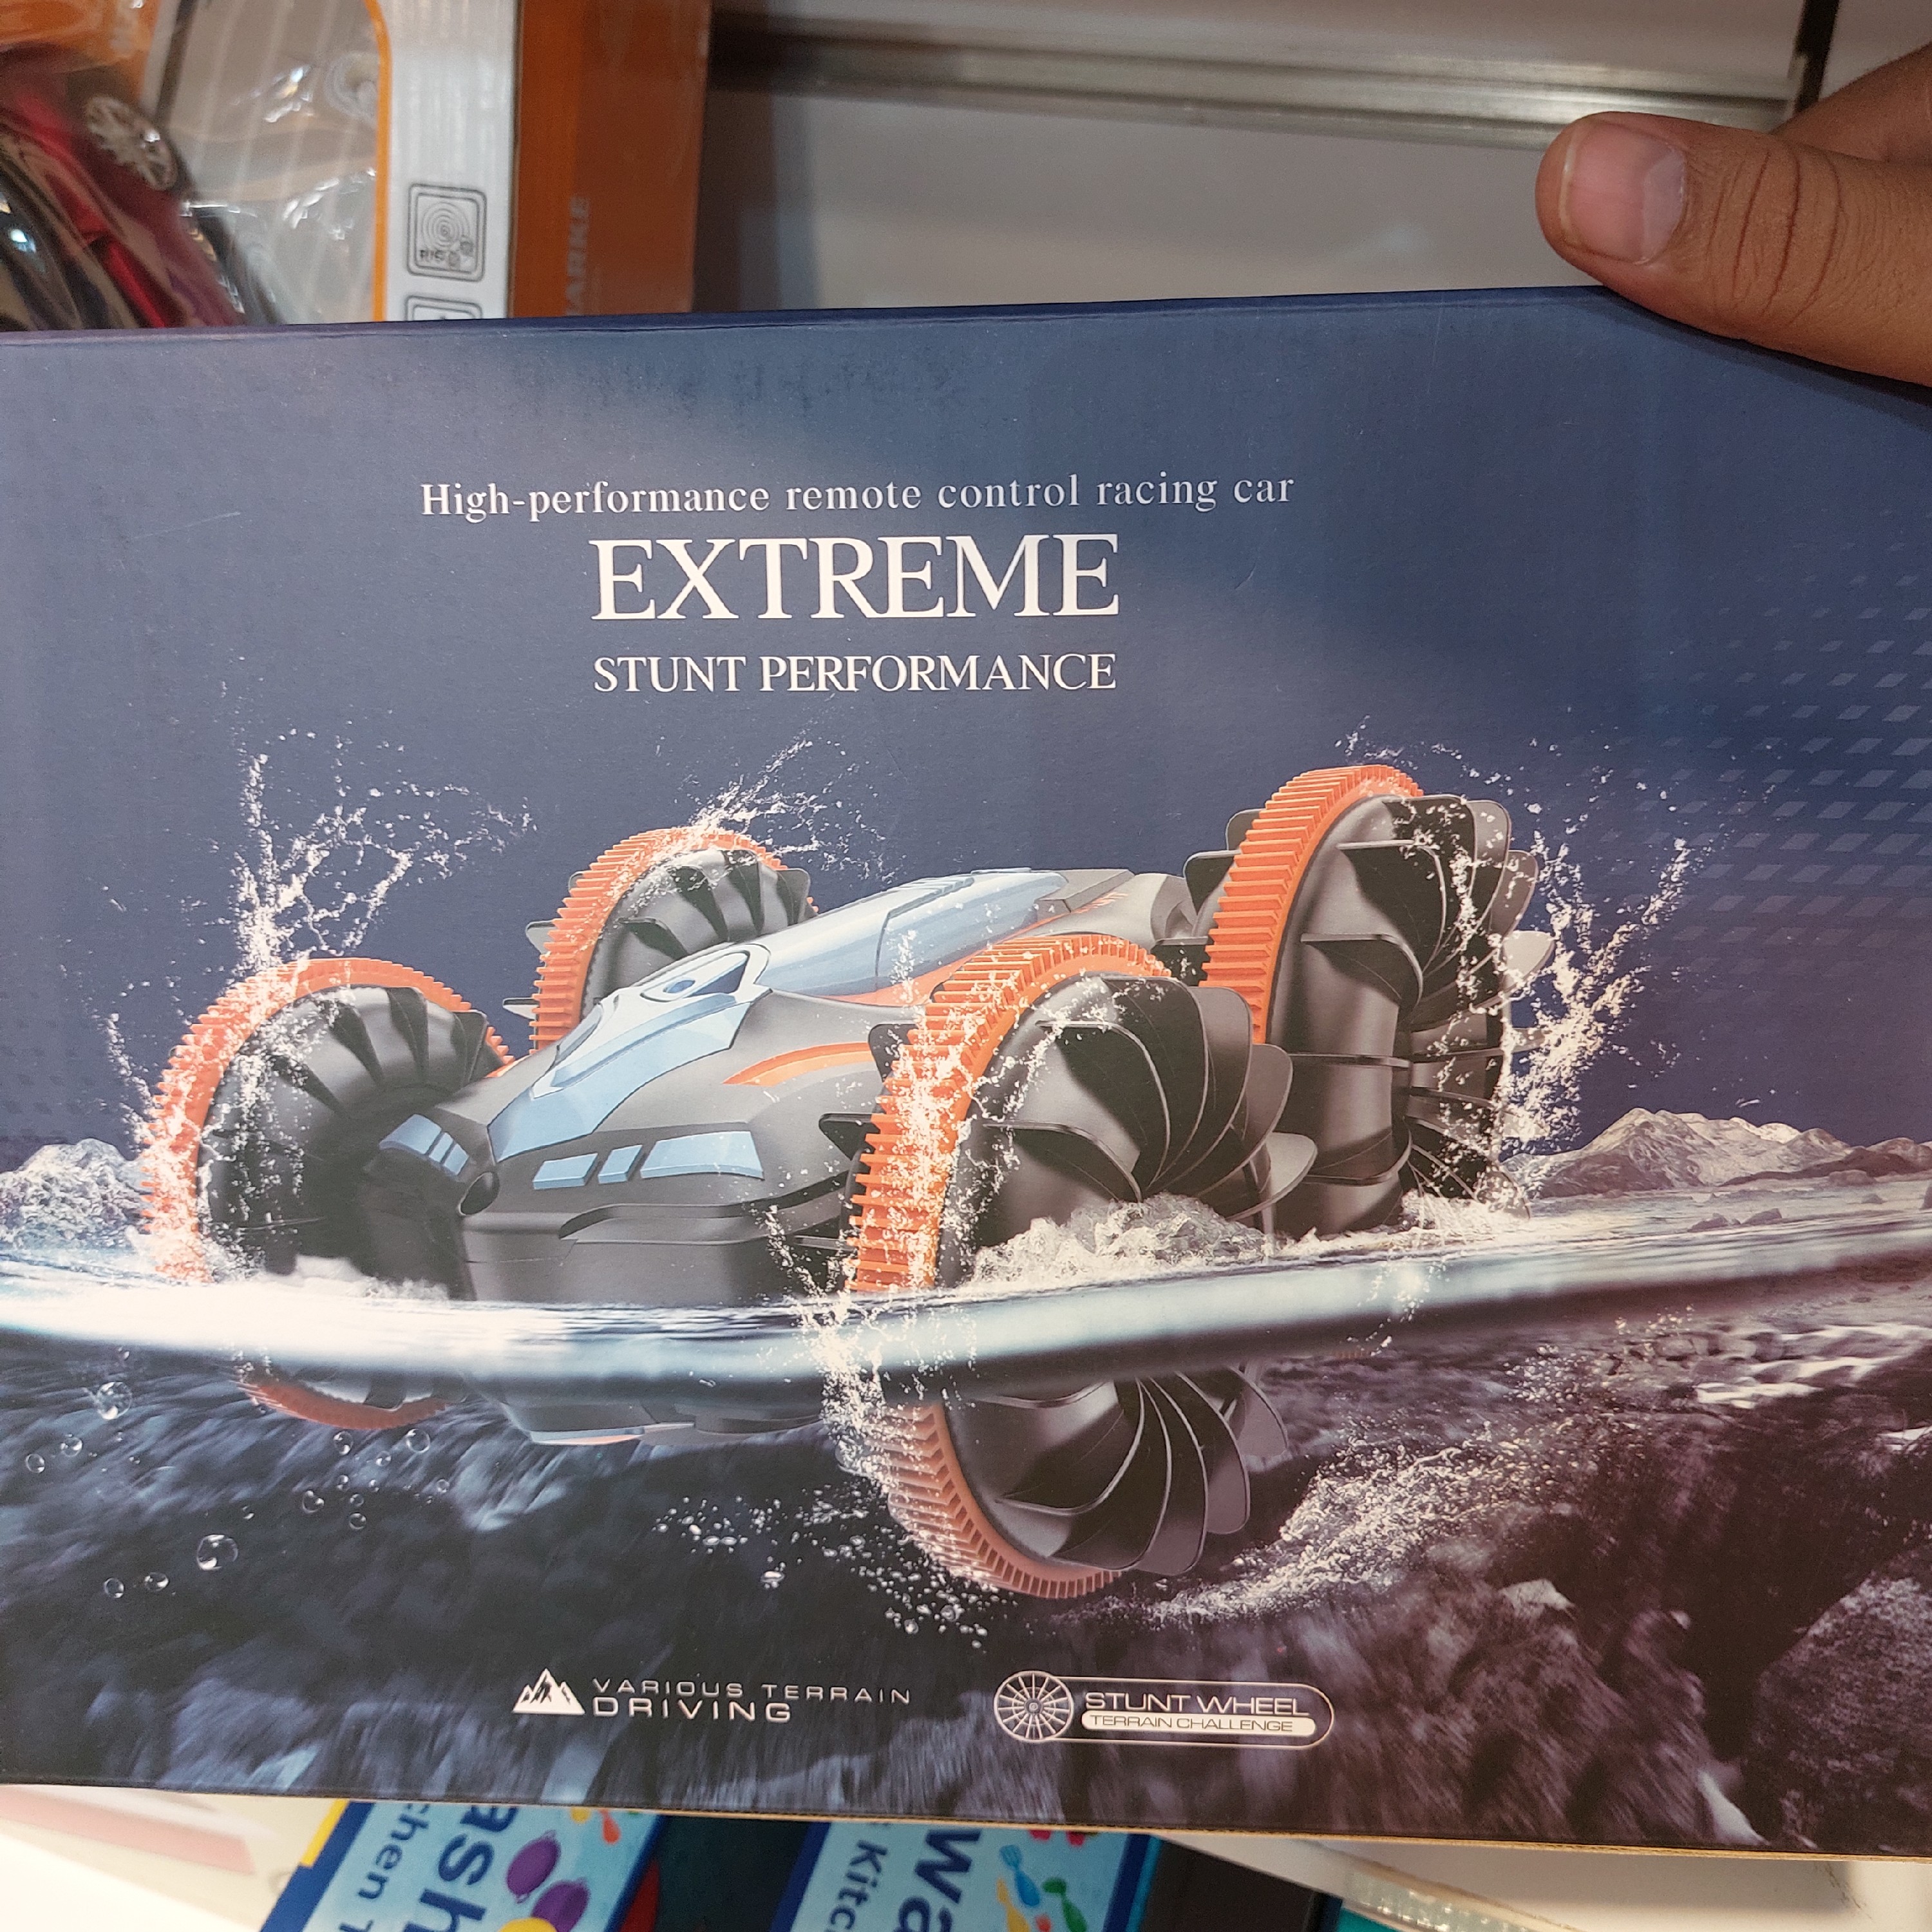 R/C
High-performance remote control racing car
EXTREME
STUNT PERFORMANCE
VARIOUS TERRAIN
DRIVING
STUNT WHEEL
TERRAIN CHALLENGE